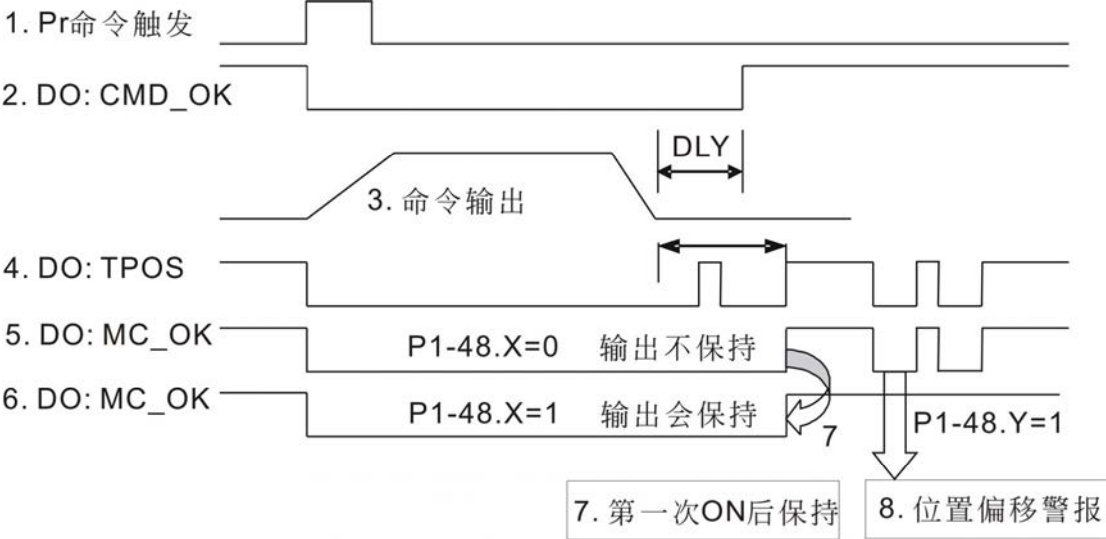 1. Pr命令触发
2. DO: CMD_OK
DLY
3. 命令输出
4. DO: TPOS
5. DO: MC_OK
P1-48.X=0 输出不保持
6. DO: MC_OK
P1-48.X=1 输出会保持
7
P1-48.Y=1
7. 第一次ON后保持
8. 位置偏移警报